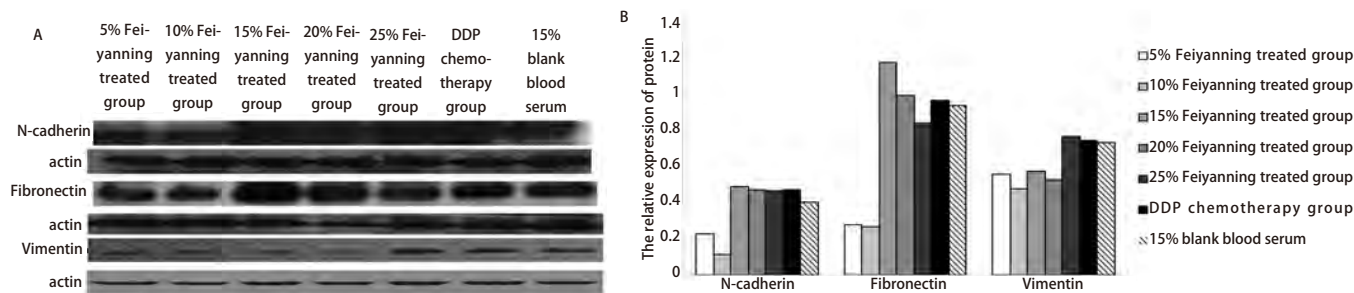 A
5% Fei-
yanning
treated
group
10% Fei-
yanning
treated
group
15% Fei-
yanning
treated
group
20% Fei-
yanning
treated
group
25% Fei-
yanning
treated
group
DDP
chemo-
therapy
group
15%
blank
blood
serum
N-cadherin
actin
Fibronectin
actin
Vimentin
actin
B
The relative expression of protein
1.4
1.2
1
0.8
0.6
0.4
0.2
0
N-cadherin
Fibronectin
Vimentin
5% Feiyanning treated group
10% Feiyanning treated group
15% Feiyanning treated group
20% Feiyanning treated group
25% Feiyanning treated group
DDP chemotherapy group
15% blank blood serum